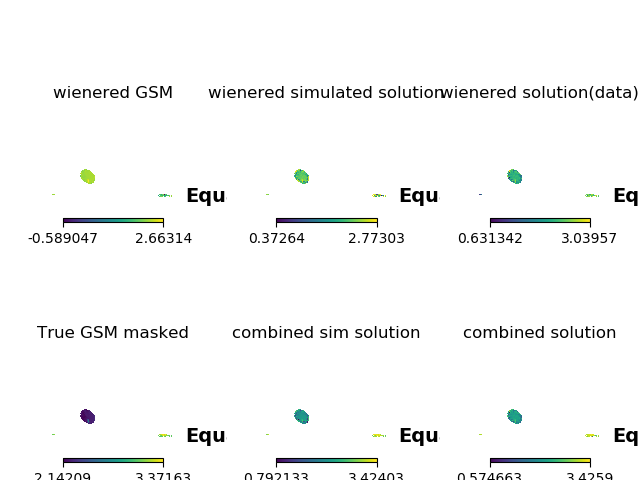 wienered GSM wienered simulated solution wienered solution(data)
Equ Equ Eq
-0.589047 2.66314 0.37264 2.77303 0.631342 3.03957
True GSM masked combined sim solution combined solution
Equ Equ Eq
2.14209 3.37163 0.792133 3.42403 0.574663 3.4259